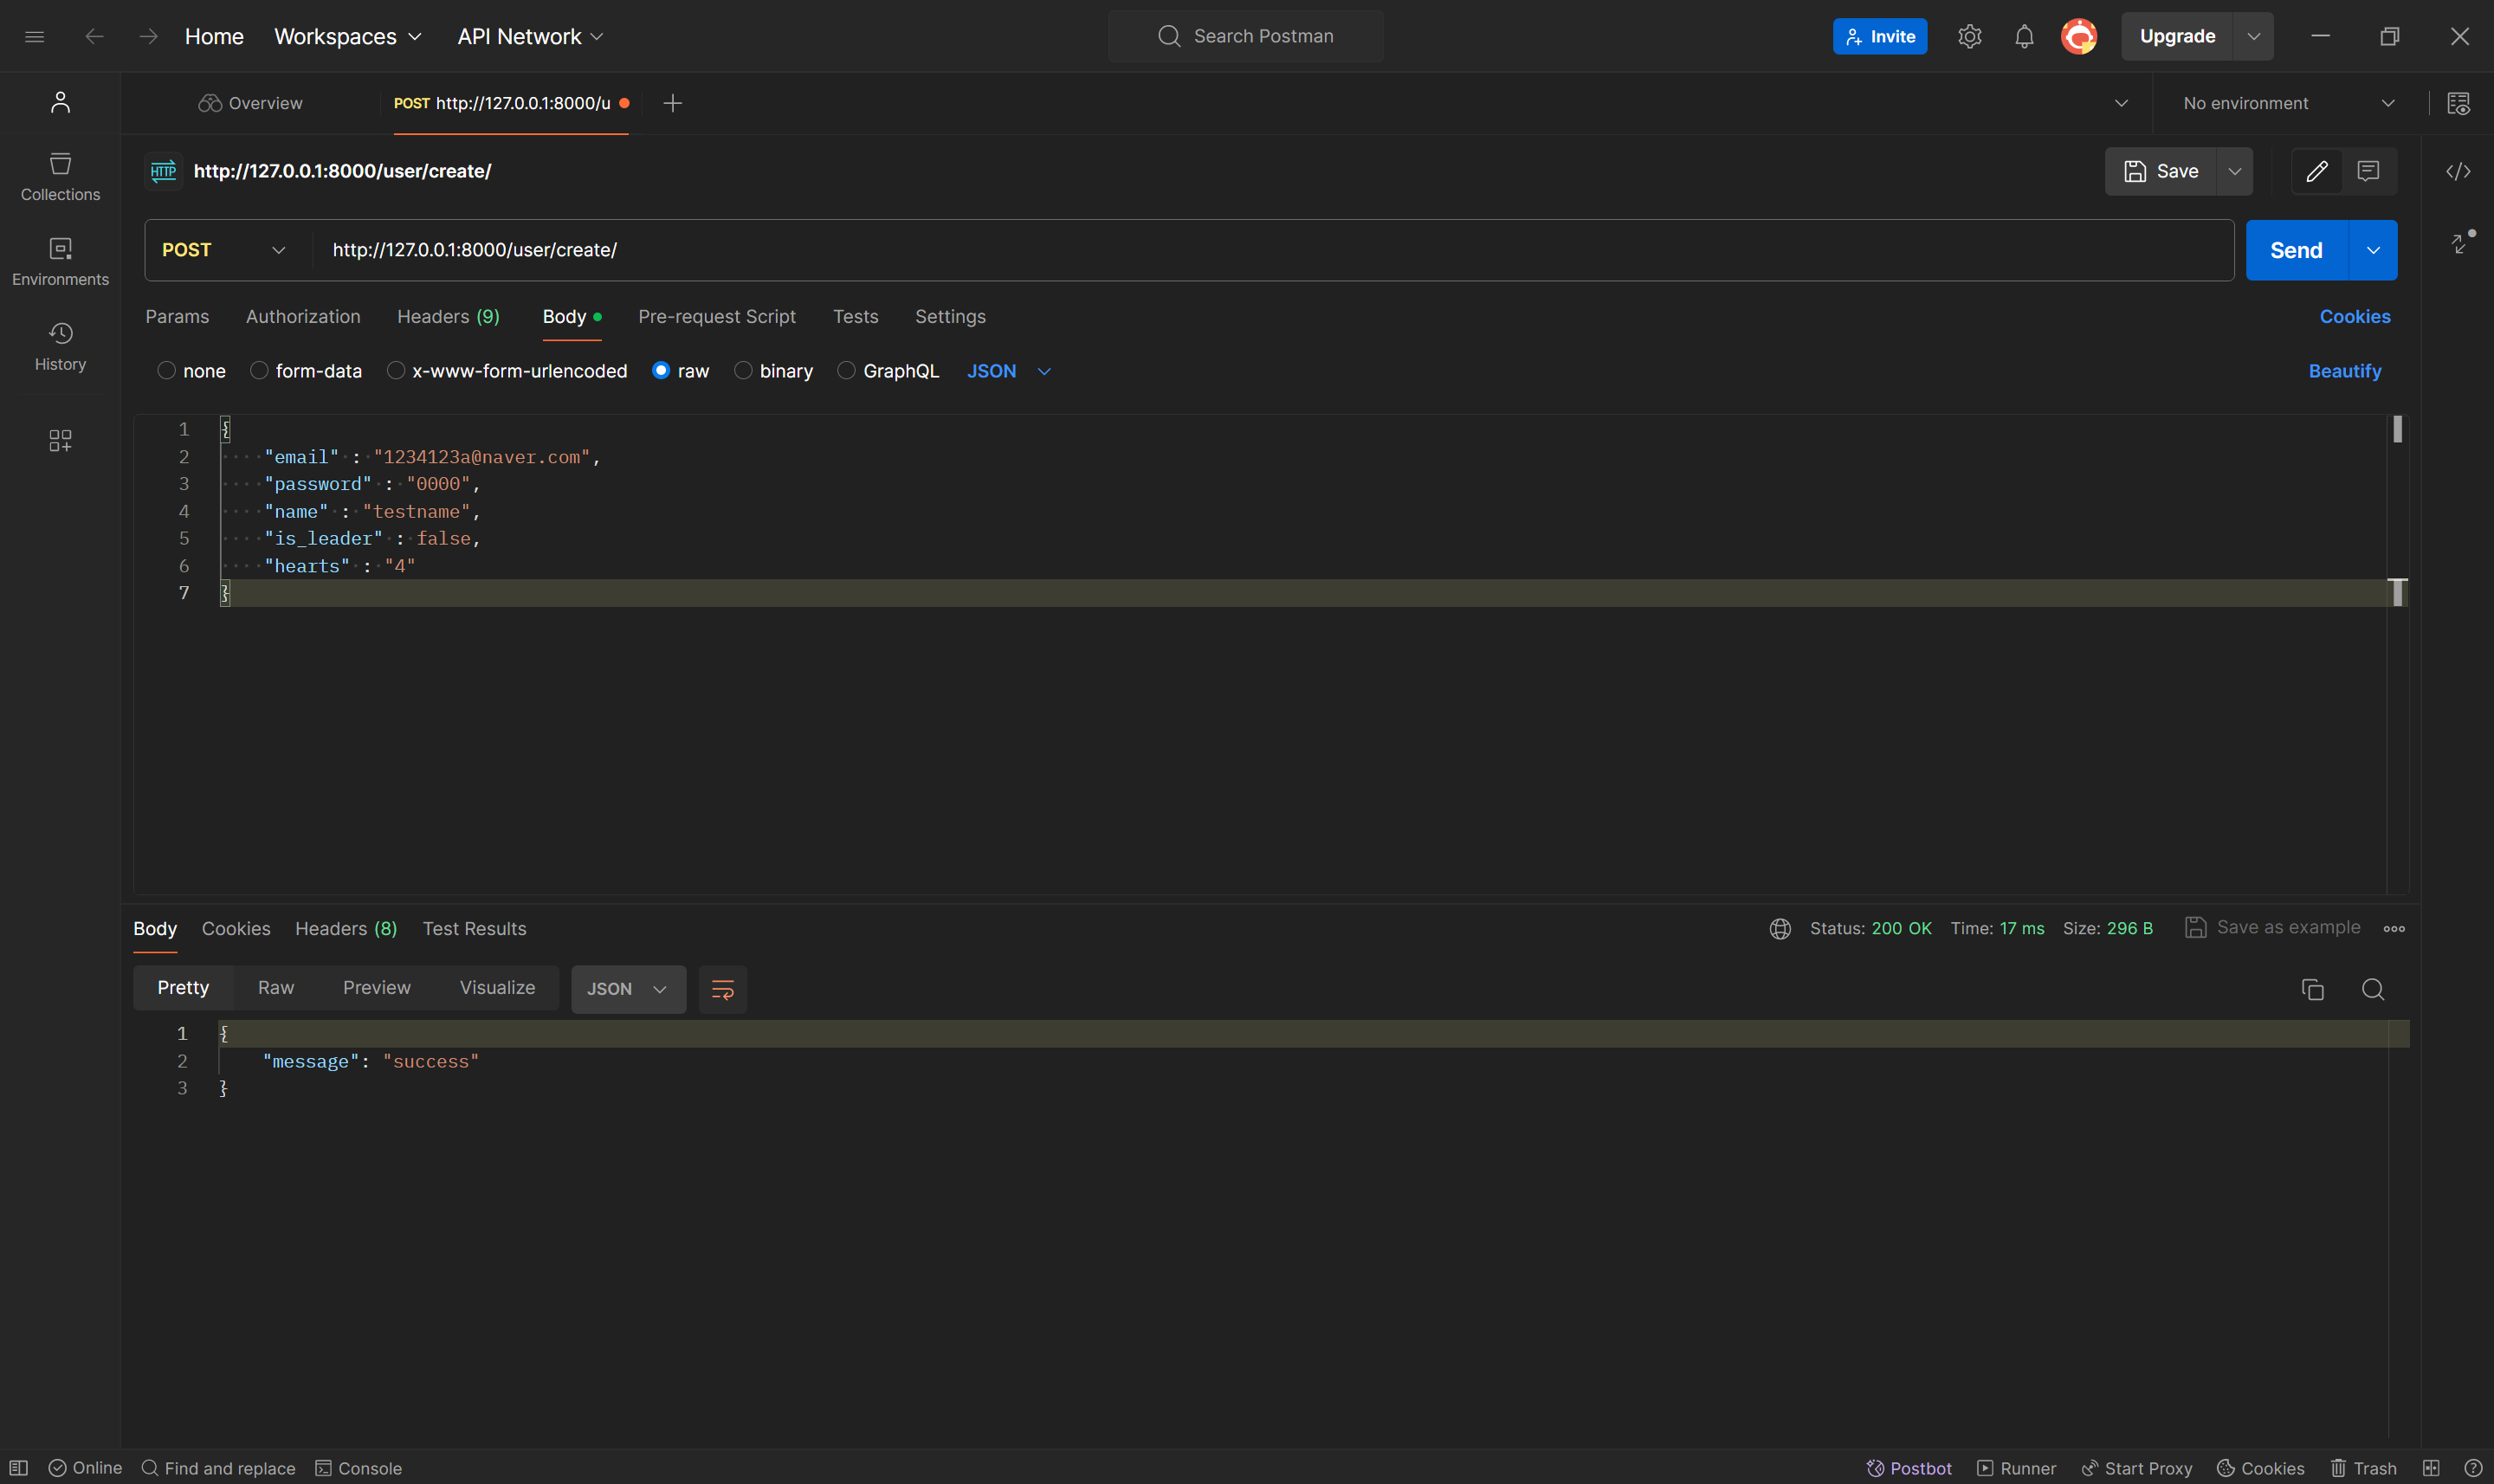 Home Workspaces API Network Search Postman Invite Upgrade
Overview POST http://127.0.0.1:8000/u No environment
HTTP http://127.0.0.1:8000/user/create/ Save
Collections
Environments
History
POST http://127.0.0.1:8000/user/create/ Send
Params Authorization Headers (9) Body Pre-request Script Tests Settings Cookies
none form-data x-www-form-urlencoded raw binary GraphQL JSON Beautify
1 {
2 "email" : "1234123a@naver.com",
3 "password" : "0000",
4 "name" : "testname",
5 "is_leader" : false,
6 "hearts" : "4"
7 }
Body Cookies Headers (8) Test Results Status: 200 OK Time: 17 ms Size: 296 B Save as example
Pretty Raw Preview Visualize JSON
1 {
2 "message": "success"
3 }
Online Find and replace Console Postbot Runner Start Proxy Cookies Trash